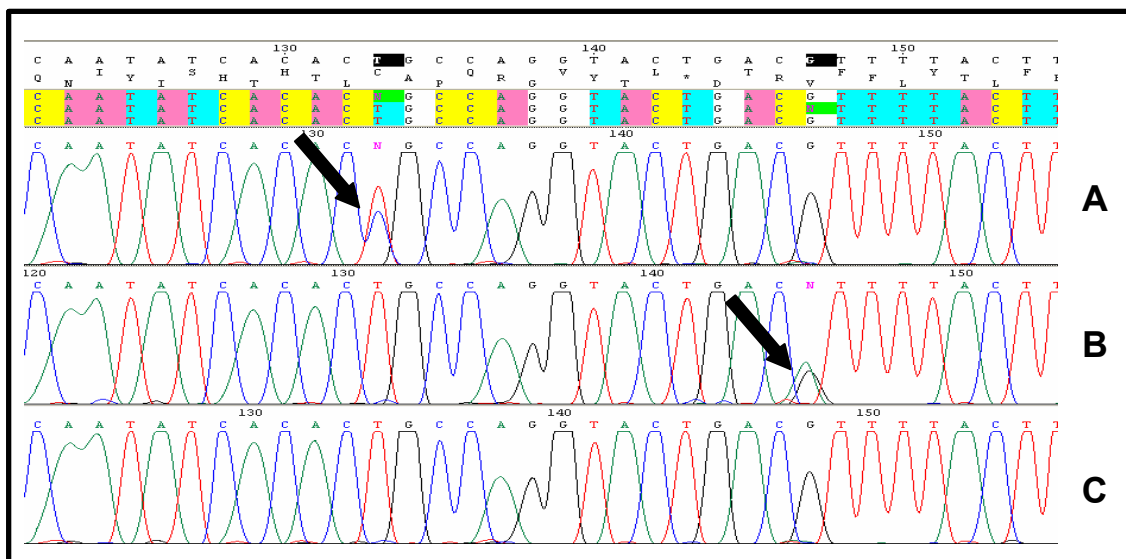 130 140 150
C A A T A T C A C A C T G C C A G G T A C T G A C G T T T T A C T T
Q N I Y I S H T H T L C A P Q R G V Y T L * D T R V F F L Y T L F
C A A T A T C A C A C N G C C A G G T A C T G A C G T T T T A C T T
C A A T A T C A C A C T G C C A G G T A C T G A C N T T T T A C T T
C A A T A T C A C A C T G C C A G G T A C T G A C G T T T T A C T T
130 140 150
C A A T A T C A C A C N G C C A G G T A C T G A C G T T T T A C T T
A
120 130 140 150
C A A T A T C A C A C T G C C A G G T A C T G A C N T T T T A C T T
B
130 140 150
C A A T A T C A C A C T G C C A G G T A C T G A C G T T T T A C T T
C